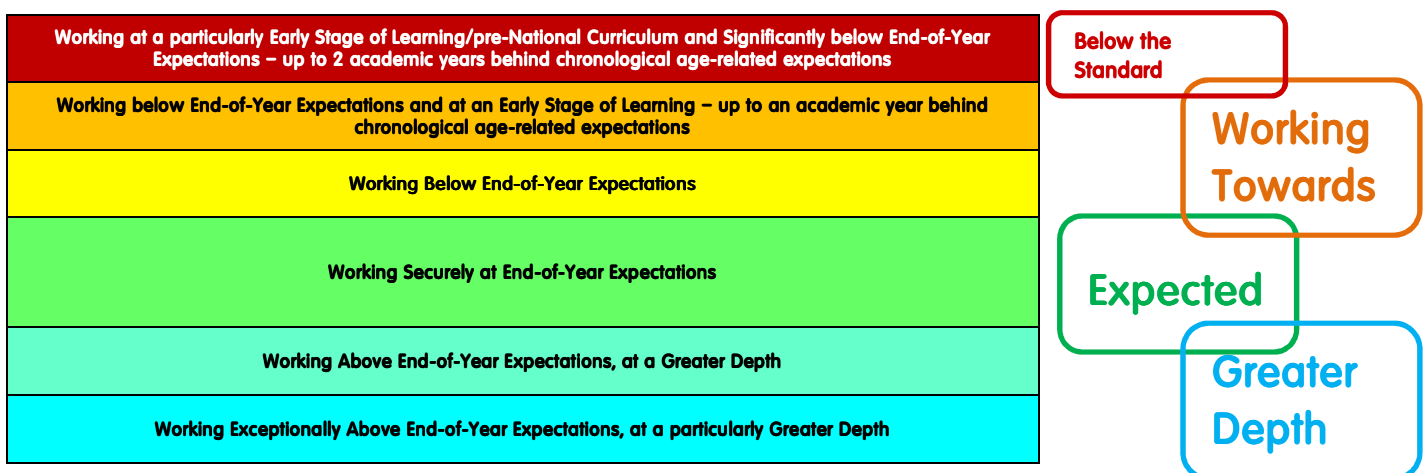 Working at a particularly Early Stage of Learning/pre-National Curriculum and Significantly below End-of-Year
Expectations – up to 2 academic years behind chronological age-related expectations
Working below End-of-Year Expectations and at an Early Stage of Learning – up to an academic year behind
chronological age-related expectations
Working Below End-of-Year Expectations
Working Securely at End-of-Year Expectations
Working Above End-of-Year Expectations, at a Greater Depth
Working Exceptionally Above End-of-Year Expectations, at a particularly Greater Depth
Below the
Standard
Working
Towards
Expected
Greater
Depth